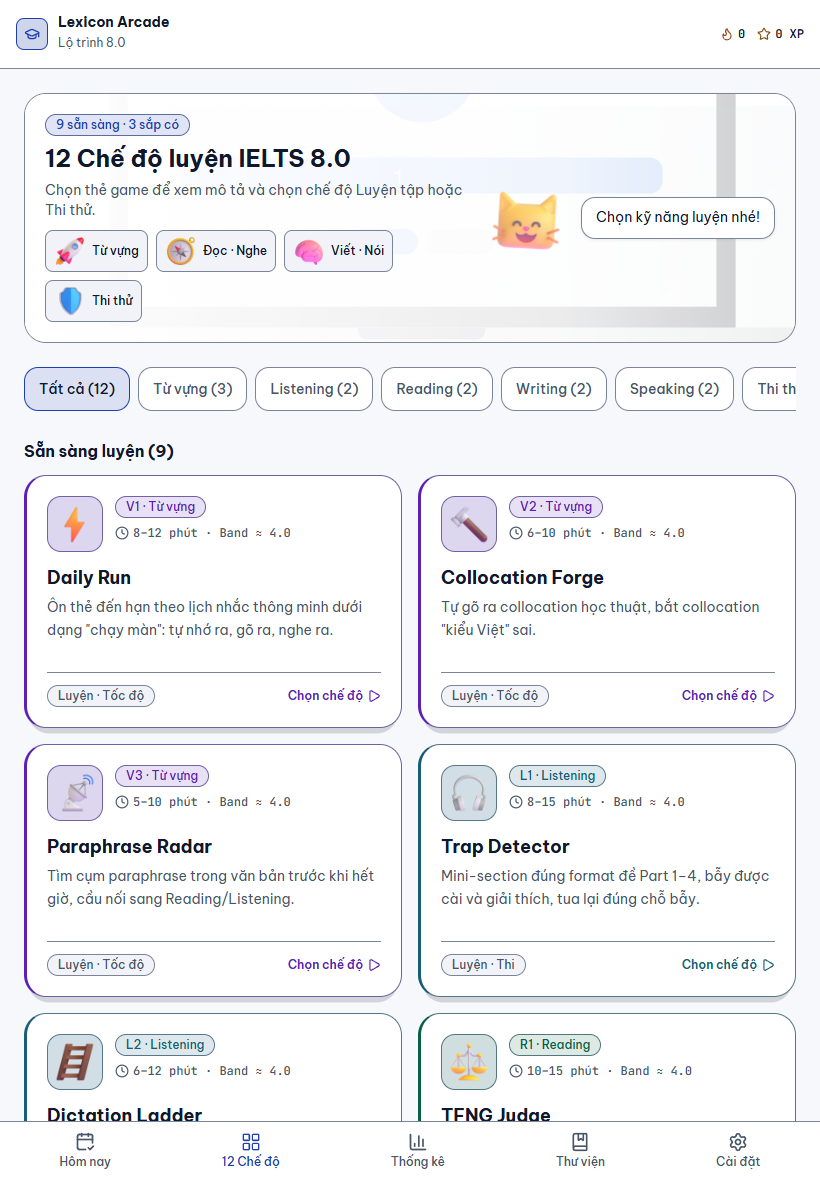 Lexicon Arcade
Lộ trình 8.0
0
0 XP
9 sẵn sàng · 3 sắp có
12 Chế độ luyện IELTS 8.0
Chọn thẻ game để xem mô tả và chọn chế độ Luyện tập hoặc
Thi thử.
Chọn kỹ năng luyện nhé!
Từ vựng
Đọc · Nghe
Viết · Nói
Thi thử
Tất cả (12)
Từ vựng (3)
Listening (2)
Reading (2)
Writing (2)
Speaking (2)
Thi th
Sẵn sàng luyện (9)
V1 · Từ vựng
8–12 phút · Band ≈ 4.0
Daily Run
Ôn thẻ đến hạn theo lịch nhắc thông minh dưới
dạng "chạy màn": tự nhớ ra, gõ ra, nghe ra.
Luyện · Tốc độ
Chọn chế độ
V2 · Từ vựng
6–10 phút · Band ≈ 4.0
Collocation Forge
Tự gõ ra collocation học thuật, bắt collocation
"kiểu Việt" sai.
Luyện · Tốc độ
Chọn chế độ
V3 · Từ vựng
5–10 phút · Band ≈ 4.0
Paraphrase Radar
Tìm cụm paraphrase trong văn bản trước khi hết
giờ, cầu nối sang Reading/Listening.
Luyện · Tốc độ
Chọn chế độ
L1 · Listening
8–15 phút · Band ≈ 4.0
Trap Detector
Mini-section đúng format đề Part 1–4, bẫy được
cài và giải thích, tua lại đúng chỗ bẫy.
Luyện · Thi
Chọn chế độ
L2 · Listening
6–12 phút · Band ≈ 4.0
Dictation Ladder
R1 · Reading
10–15 phút · Band ≈ 4.0
TFNG Judge
Hôm nay
12 Chế độ
Thống kê
Thư viện
Cài đặt